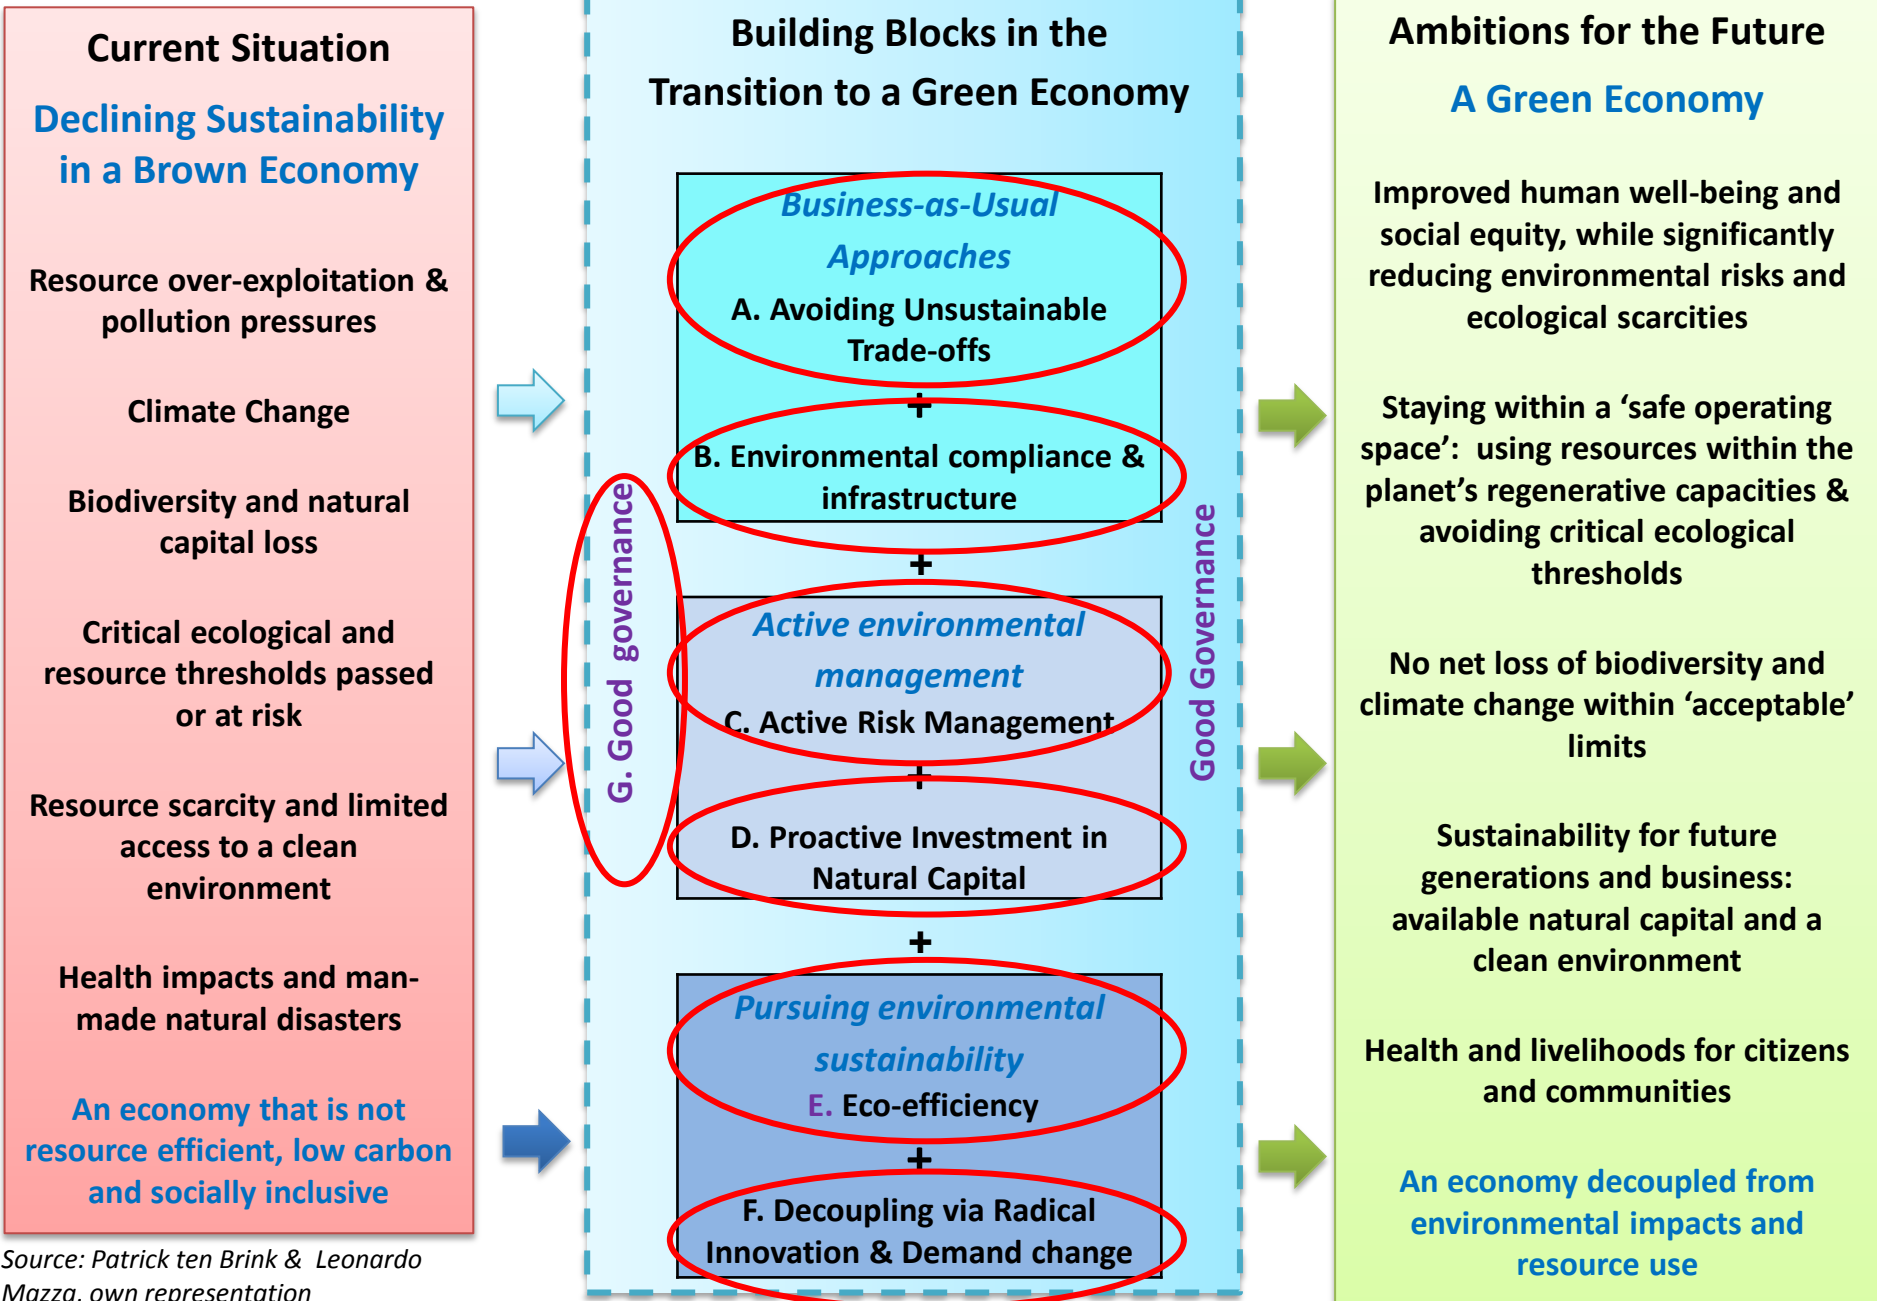 Current Situation
Declining Sustainability
in a Brown Economy
Resource over-exploitation &
pollution pressures
Climate Change
Biodiversity and natural
capital loss
Critical ecological and
resource thresholds passed
or at risk
Resource scarcity and limited
access to a clean
environment
Health impacts and man-
made natural disasters
An economy that is not
resource efficient, low carbon
and socially inclusive
Source: Patrick ten Brink & Leonardo
Mazza, own representation
Building Blocks in the
Transition to a Green Economy
Business-as-Usual
Approaches
A. Avoiding Unsustainable
Trade-offs
+
B. Environmental compliance &
infrastructure
+
G. Good governance
Active environmental
management
C. Active Risk Management
+
D. Proactive Investment in
Natural Capital
Good Governance
+
Pursuing environmental
sustainability
E. Eco-efficiency
+
F. Decoupling via Radical
Innovation & Demand change
Ambitions for the Future
A Green Economy
Improved human well-being and
social equity, while significantly
reducing environmental risks and
ecological scarcities
Staying within a ‘safe operating
space’: using resources within the
planet’s regenerative capacities &
avoiding critical ecological
thresholds
No net loss of biodiversity and
climate change within ‘acceptable’
limits
Sustainability for future
generations and business:
available natural capital and a
clean environment
Health and livelihoods for citizens
and communities
An economy decoupled from
environmental impacts and
resource use